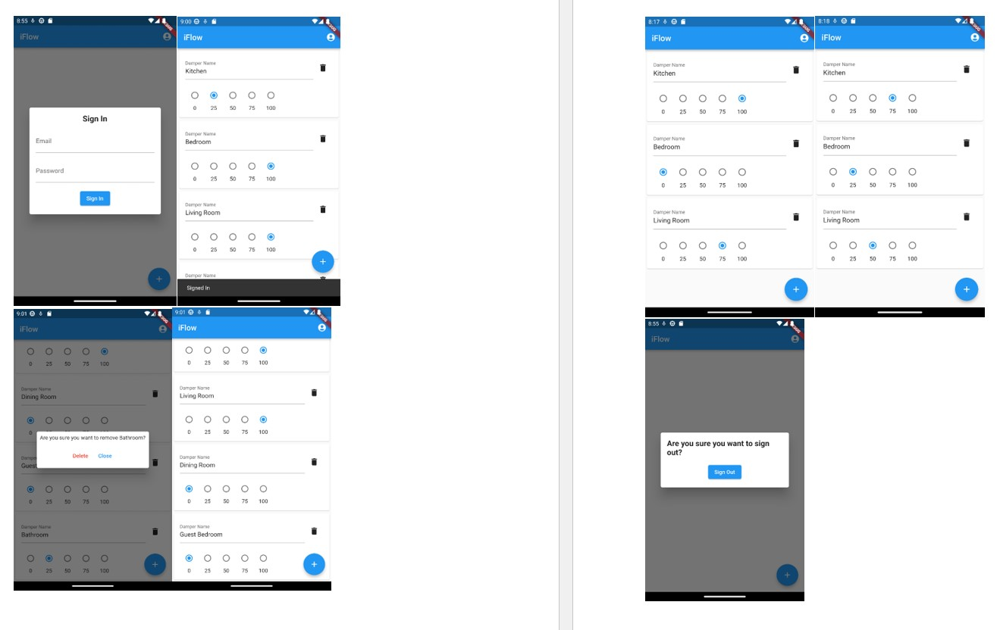 8:55
iFlow
Sign In
Email
Password
Sign In
9:00
iFlow
Damper Name
Kitchen
0 25 50 75 100
Damper Name
Bedroom
0 25 50 75 100
Damper Name
Living Room
0 25 50 75 100
Damper Name
Signed In
9:01
iFlow
0 25 50 75 100
Damper Name
Dining Room
0
Are you sure you want to remove Bathroom?
Delete Close
Guest
0 25 50 75 100
Damper Name
Bathroom
0 25 50 75 100
9:01
iFlow
0 25 50 75 100
Damper Name
Living Room
0 25 50 75 100
Damper Name
Dining Room
0 25 50 75 100
Damper Name
Guest Bedroom
0 25 50 75 100
8:17
iFlow
Damper Name
Kitchen
0 25 50 75 100
Damper Name
Bedroom
0 25 50 75 100
Damper Name
Living Room
0 25 50 75 100
8:18
iFlow
Damper Name
Kitchen
0 25 50 75 100
Damper Name
Bedroom
0 25 50 75 100
Damper Name
Living Room
0 25 50 75 100
8:55
iFlow
Are you sure you want to sign
out?
Sign Out